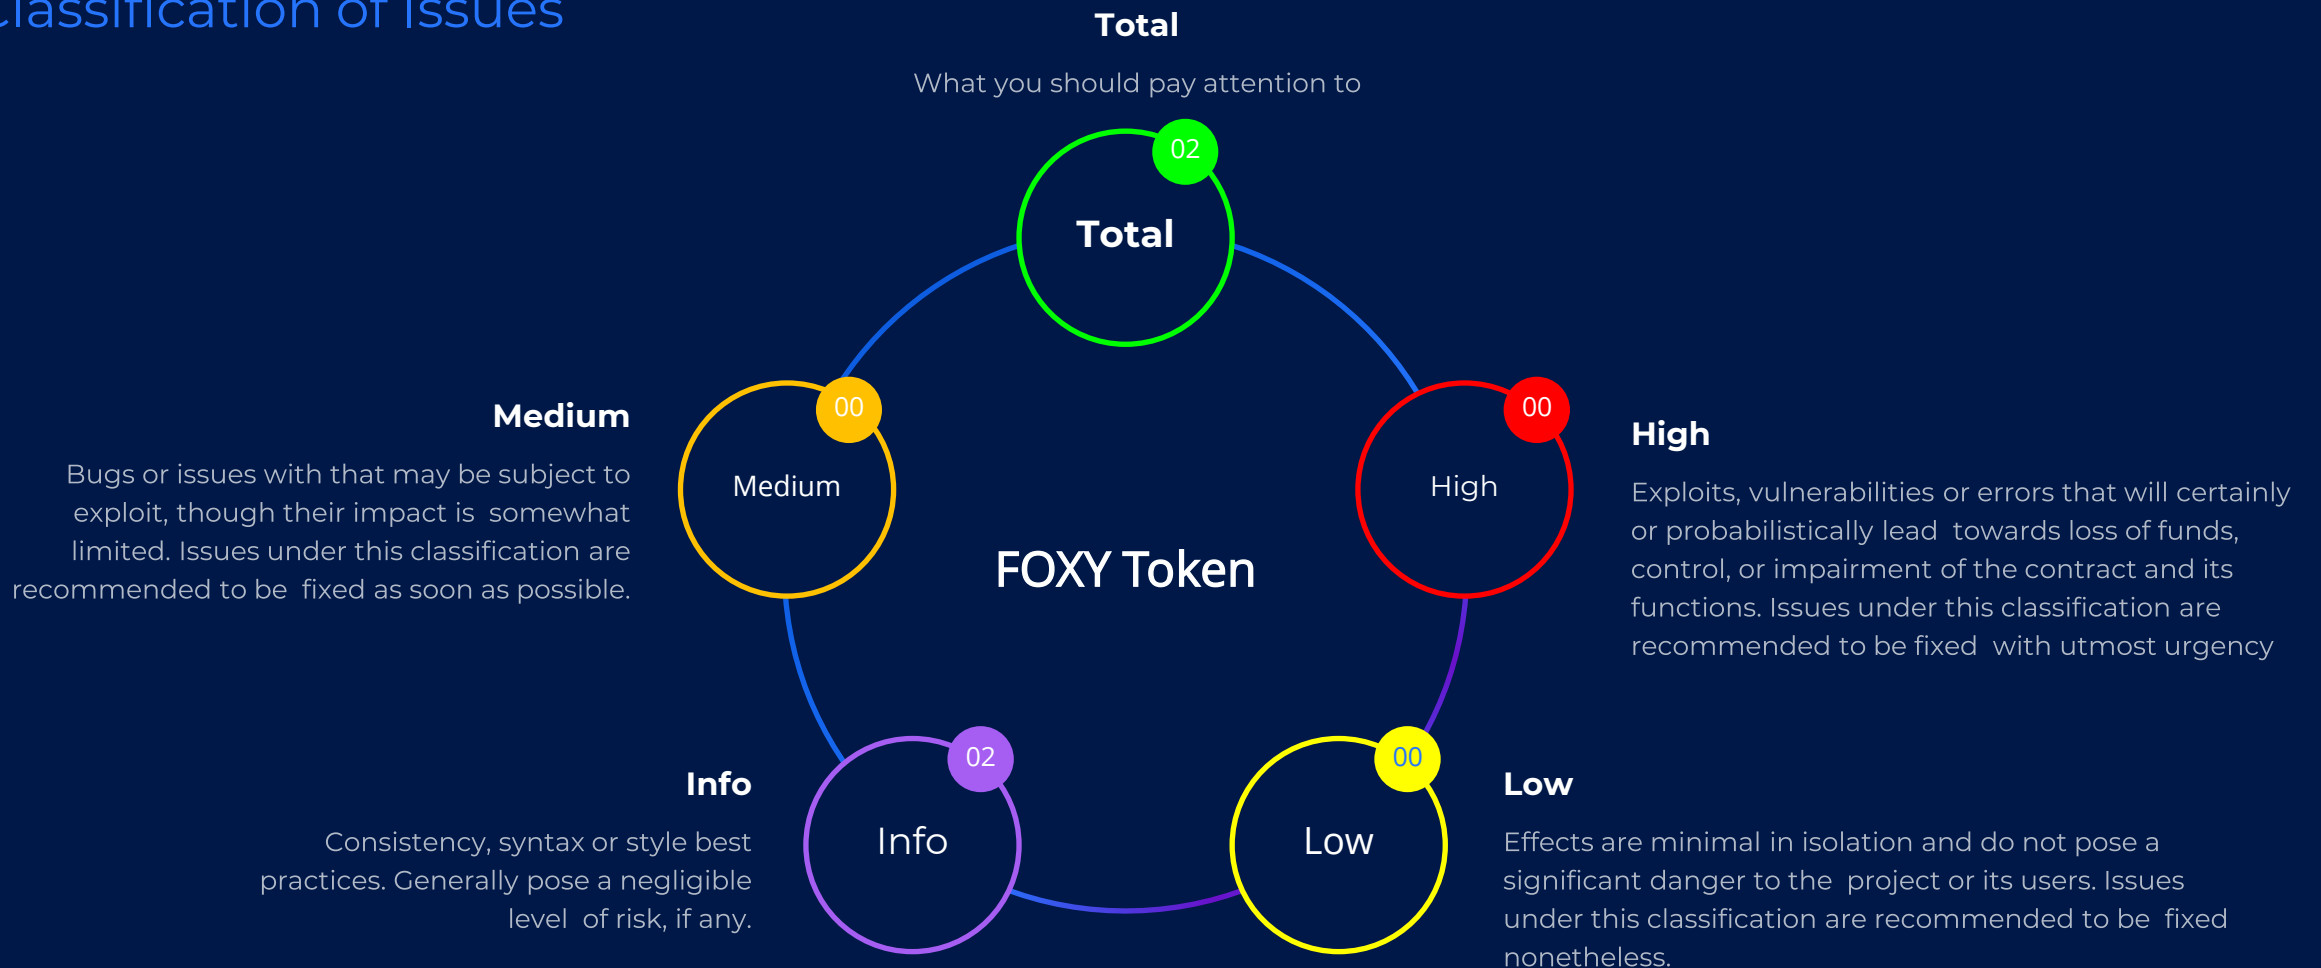 Classification of Issues
Total
What you should pay attention to
02
Total
Medium
Bugs or issues with that may be subject to
exploit, though their impact is somewhat
limited. Issues under this classification are
recommended to be fixed as soon as possible.
00
Medium
00
High
High
Exploits, vulnerabilities or errors that will certainly
or probabilistically lead towards loss of funds,
control, or impairment of the contract and its
functions. Issues under this classification are
recommended to be fixed with utmost urgency
FOXY Token
Info
Consistency, syntax or style best
practices. Generally pose a negligible
level of risk, if any.
02
Info
00
Low
Low
Effects are minimal in isolation and do not pose a
significant danger to the project or its users. Issues
under this classification are recommended to be fixed
nonetheless.